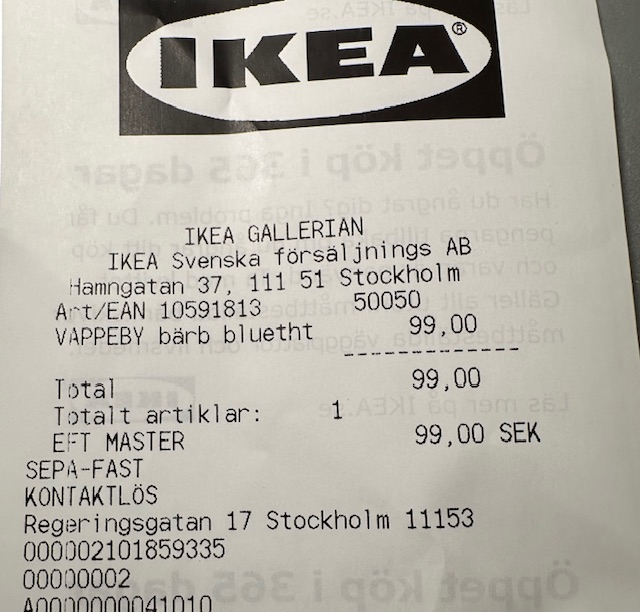 IKEA®
IKEA GALLERIAN
IKEA Svenska försäljnings AB
Hamngatan 37, 111 51 Stockholm
Art/EAN 10591813 50050
VAPPEBY bärb bluetht 99,00
--------------
Total 99,00
Totalt artiklar: 1
EFT MASTER 99,00 SEK
SEPA-FAST
KONTAKTLÖS
Regeringsgatan 17 Stockholm 11153
000002101859335
00000002
A0000000041010